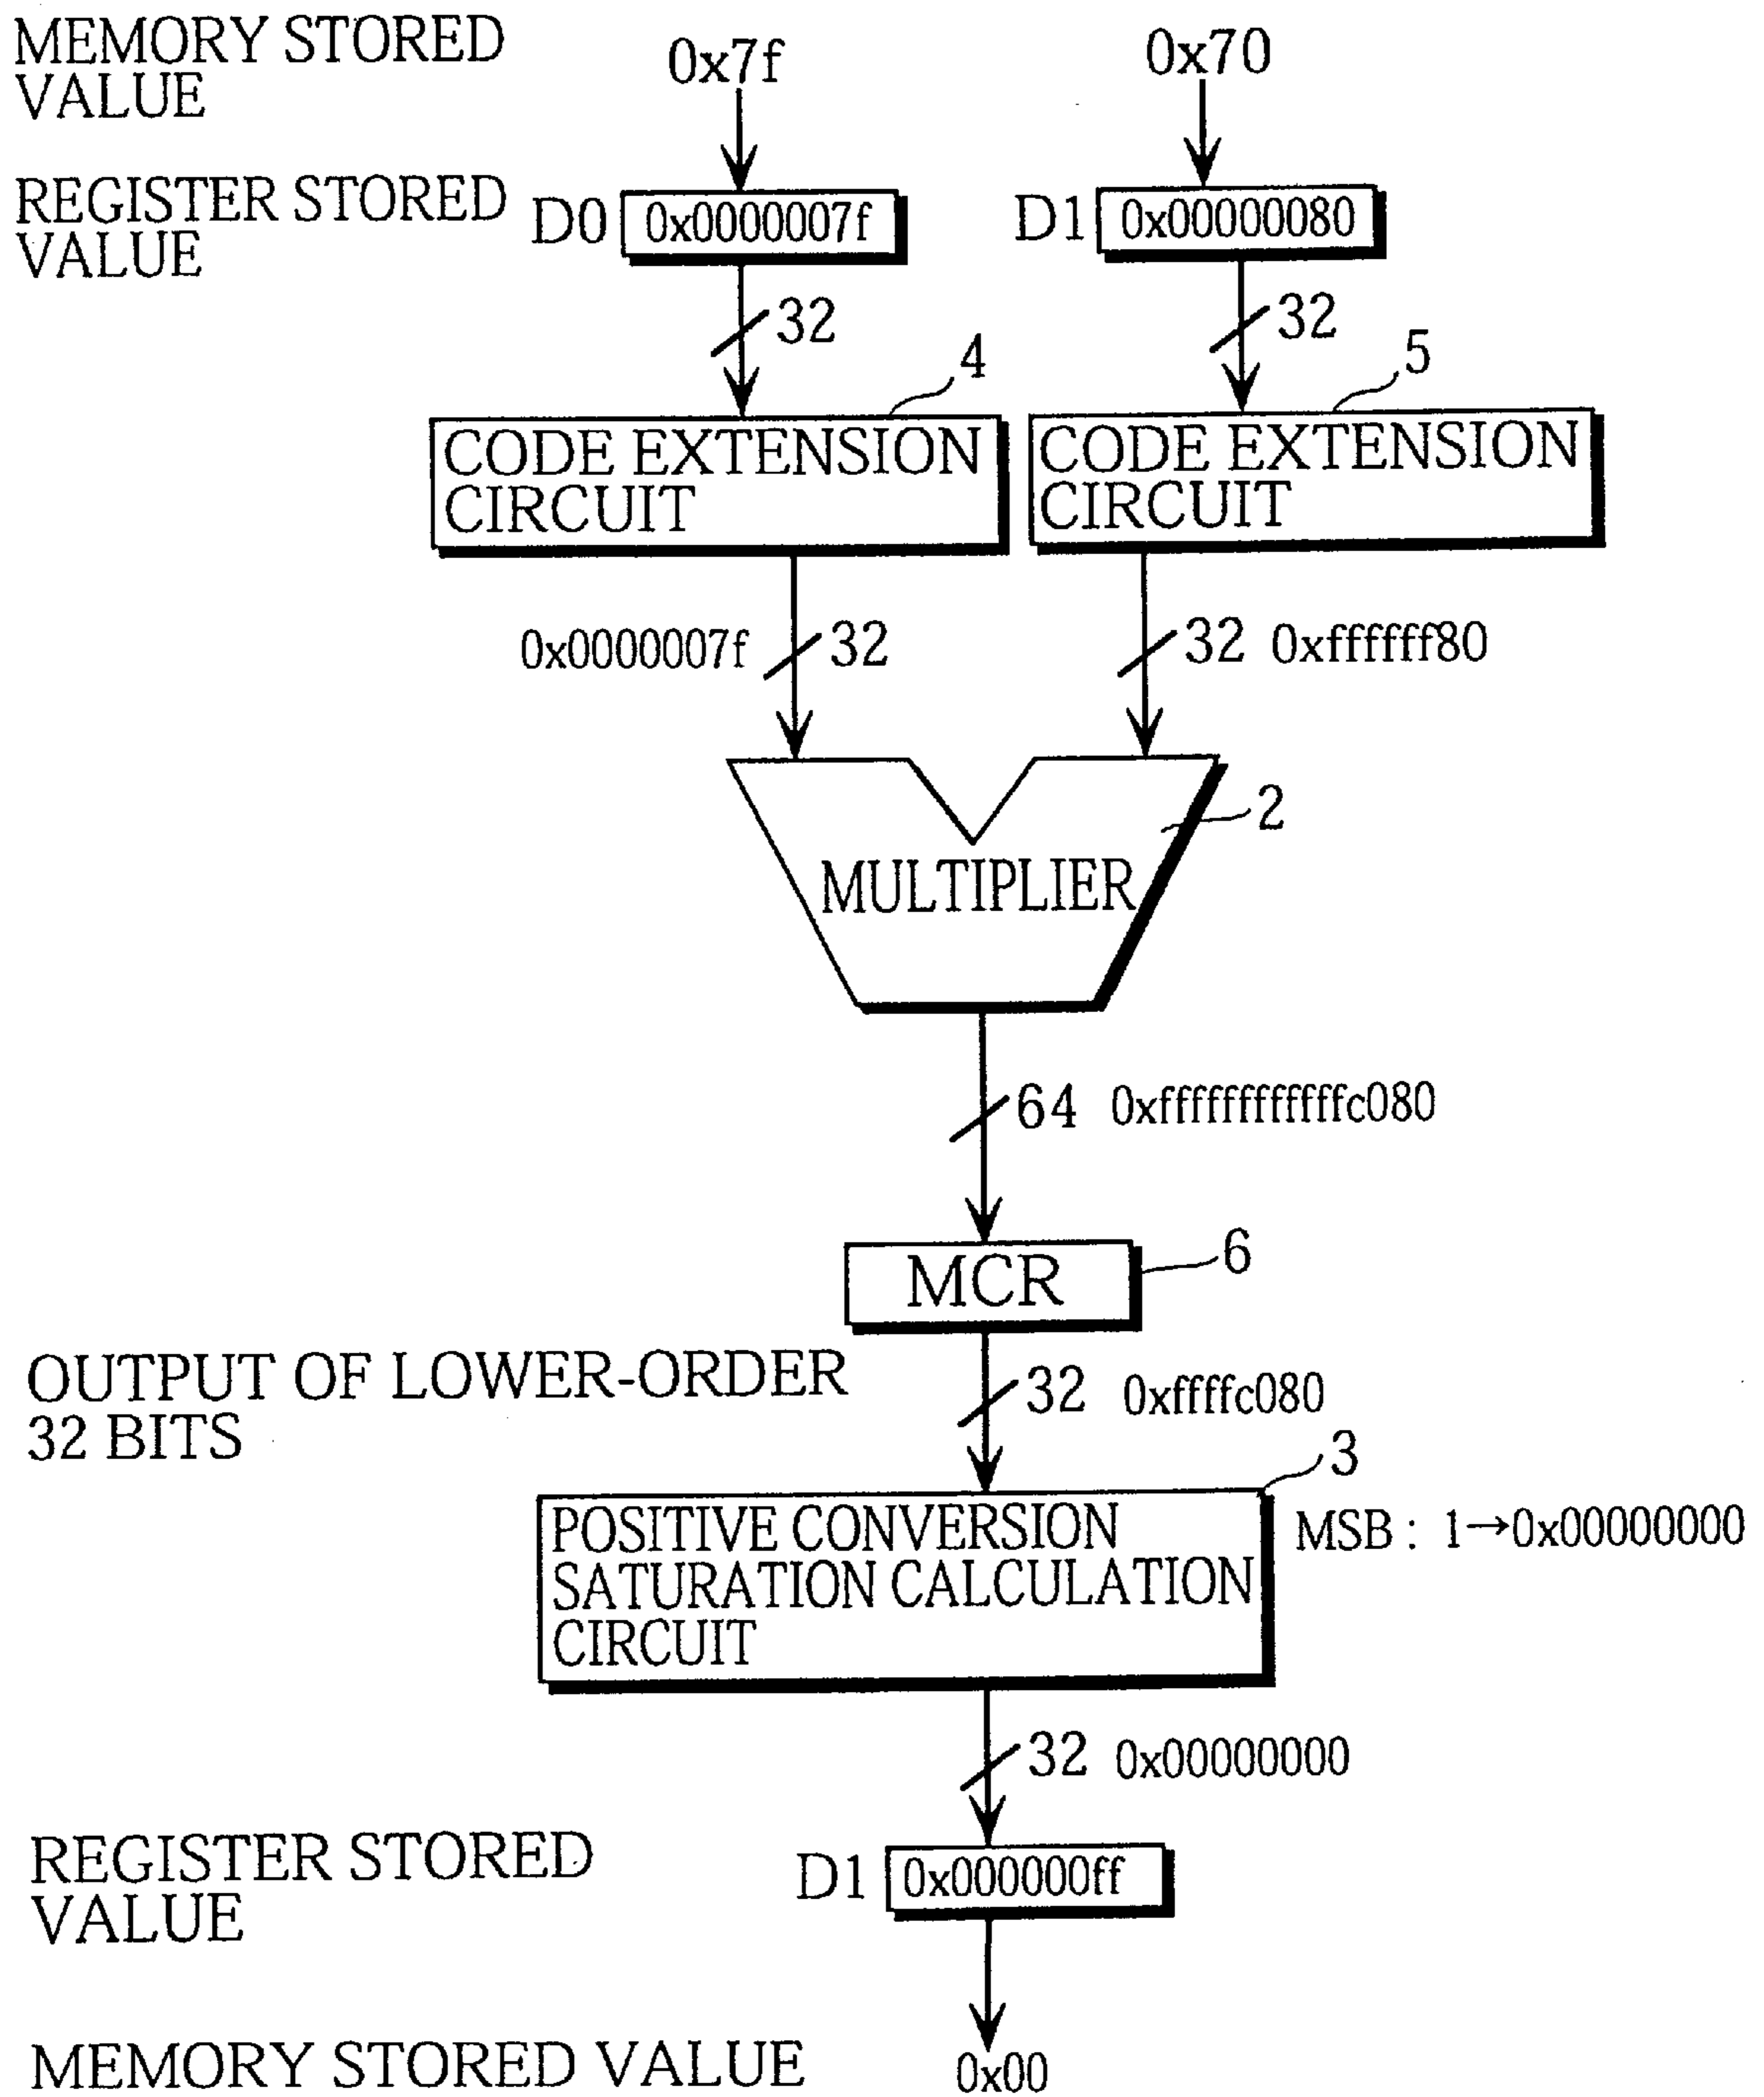 MEMORY STORED
VALUE
0x7f
0x70
REGISTER STORED
VALUE
D0 0x0000007f
D1 0x00000080
32
32
4
5
CODE EXTENSION
CIRCUIT
CODE EXTENSION
CIRCUIT
0x0000007f 32
32 0xffffff80
2
MULTIPLIER
64 0xffffffffffffc080
MCR
6
OUTPUT OF LOWER-ORDER
32 BITS
32 0xffffc080
3
POSITIVE CONVERSION
SATURATION CALCULATION
CIRCUIT
MSB : 1→0x00000000
32 0x00000000
REGISTER STORED
VALUE
D1 0x000000ff
MEMORY STORED VALUE
0x00